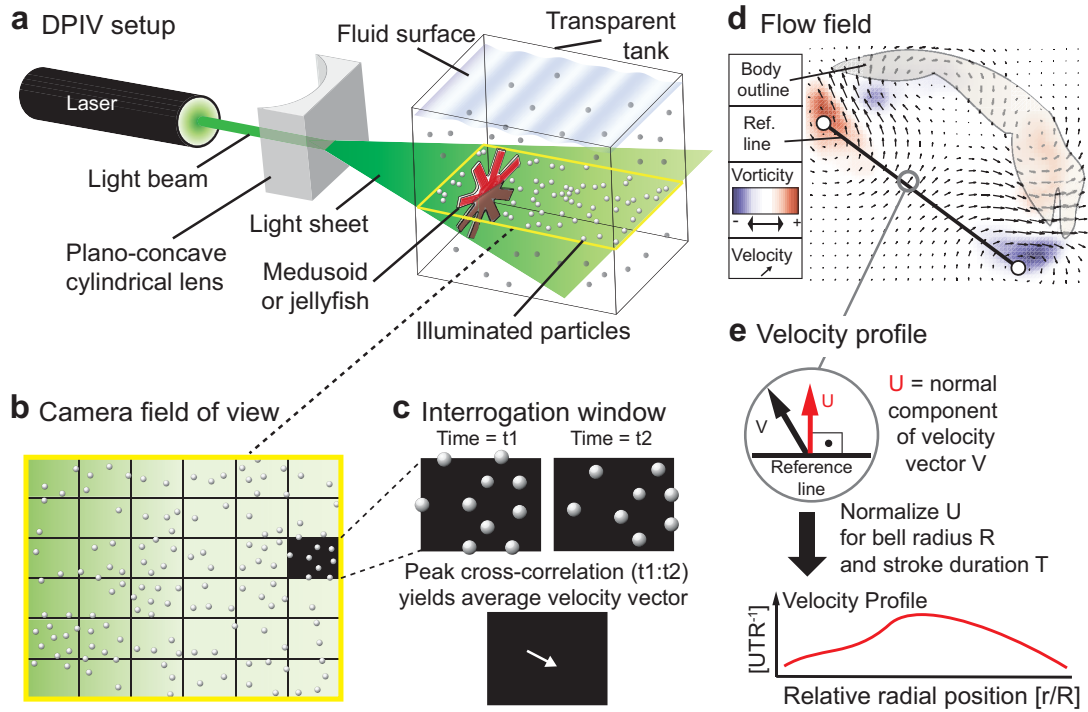 a DPIV setup
Laser
Light beam
Plano-concave
cylindrical lens
Light sheet
Medusoid
or jellyfish
Fluid surface
Transparent
tank
Illuminated particles
b Camera field of view
c Interrogation window
Time = t1
Time = t2
Peak cross-correlation (t1:t2)
yields average velocity vector
d Flow field
Body
outline
Ref.
line
Vorticity
- +
Velocity
e Velocity profile
V
U
Reference
line
U = normal
component
of velocity
vector V
Normalize U
for bell radius R
and stroke duration T
Velocity Profile
[UTR⁻¹]
Relative radial position [r/R]